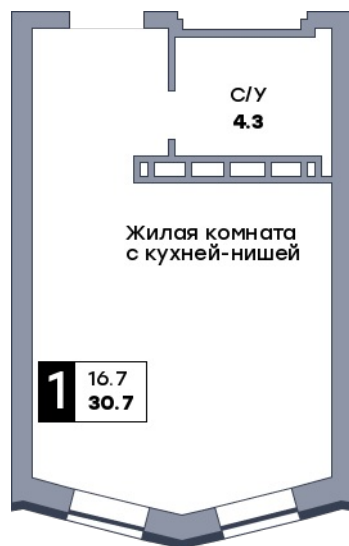 С/У
4.3
Жилая комната
с кухней-нишей
1
16.7
30.7